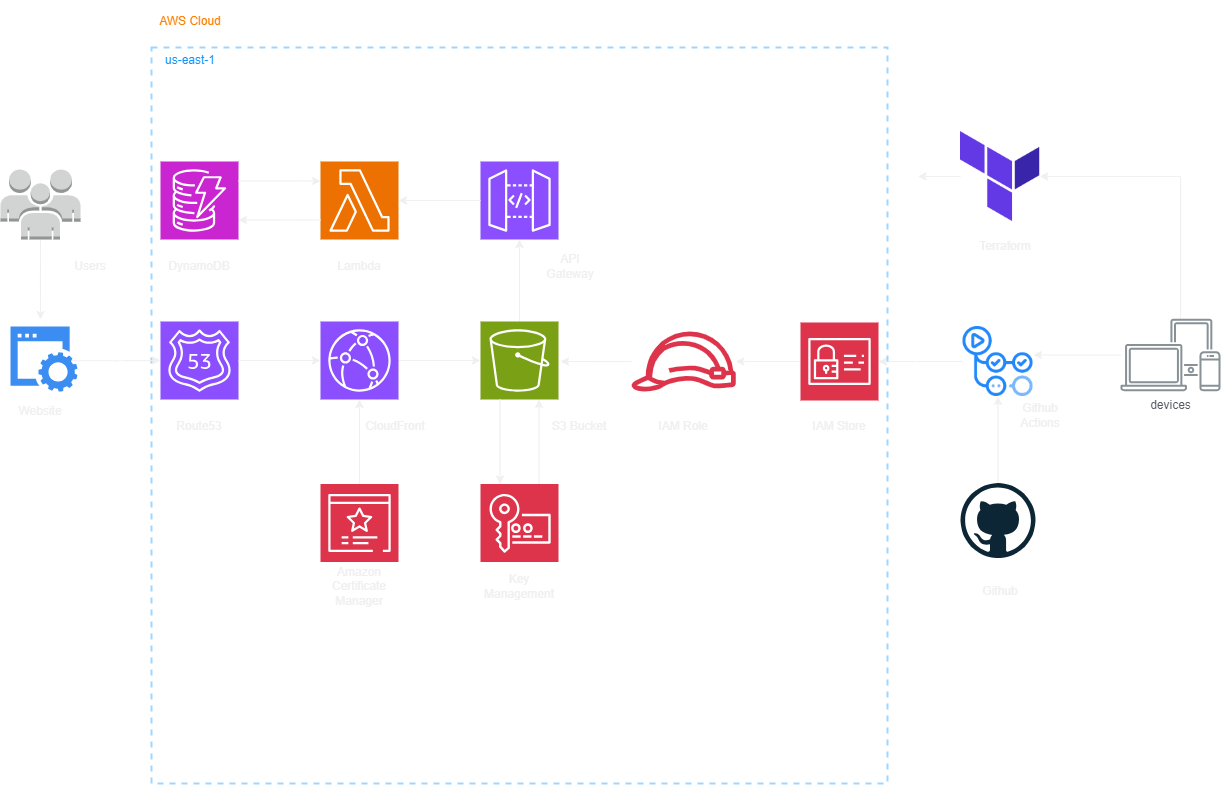 AWS Cloud
us-east-1
Users
DynamoDB
Lambda
</>
API
Gateway
Terraform
Website
53
Route53
CloudFront
S3 Bucket
IAM Role
IAM Store
Github
Actions
devices
Amazon
Certificate
Manager
Key
Management
Github